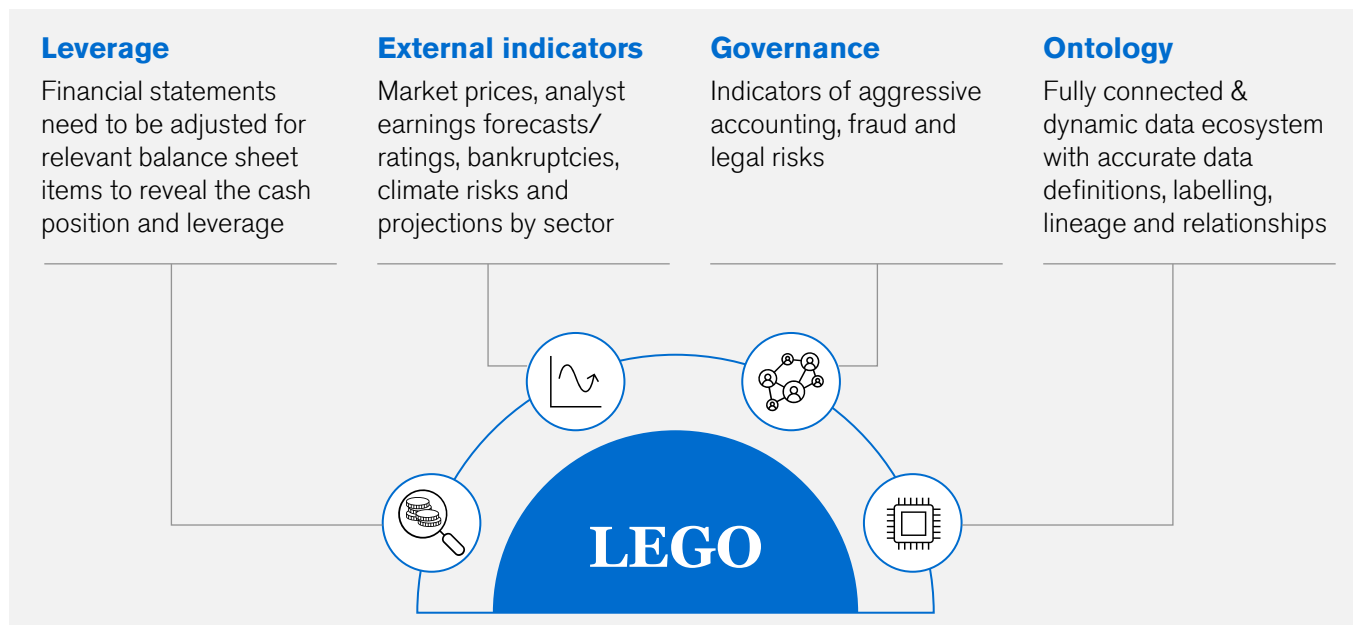 Leverage
Financial statements
need to be adjusted for
relevant balance sheet
items to reveal the cash
position and leverage
External indicators
Market prices, analyst
earnings forecasts/
ratings, bankruptcies,
climate risks and
projections by sector
Governance
Indicators of aggressive
accounting, fraud and
legal risks
Ontology
Fully connected &
dynamic data ecosystem
with accurate data
definitions, labelling,
lineage and relationships
LEGO